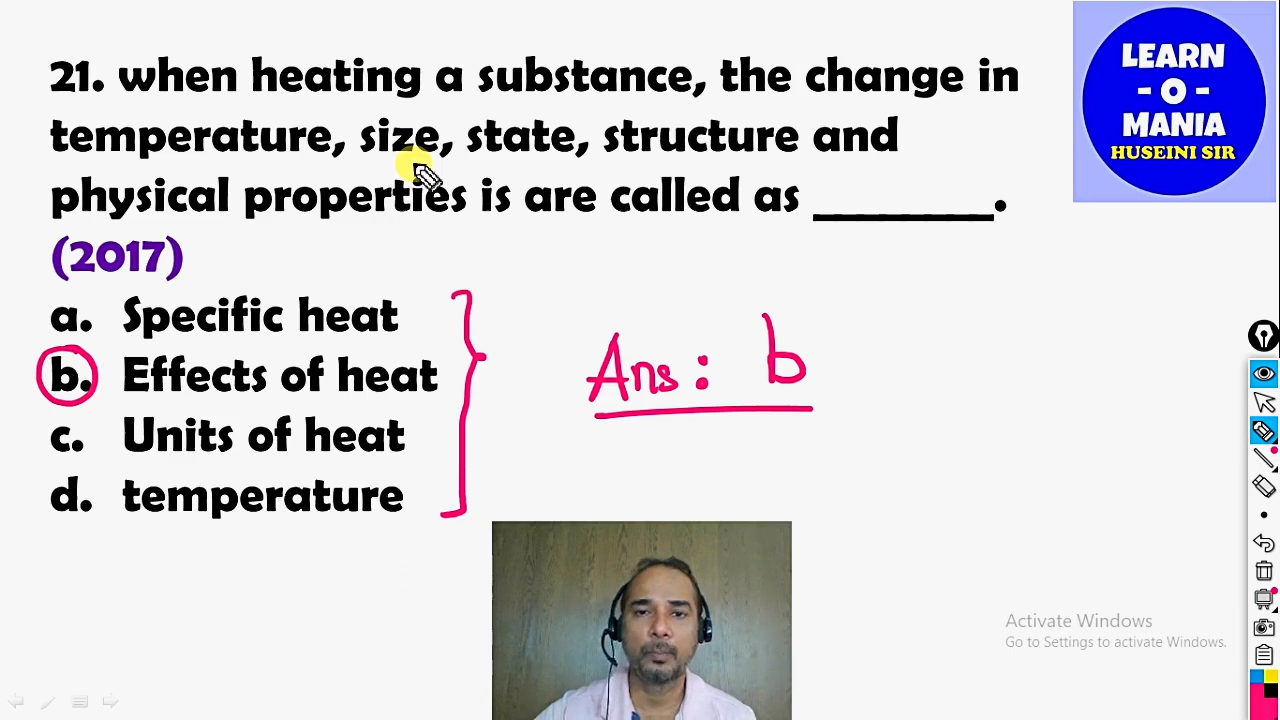 21. when heating a substance, the change in
temperature, size, state, structure and
physical properties is are called as ________.
(2017)
a. Specific heat
b. Effects of heat
c. Units of heat
d. temperature
Ans: b
LEARN
- O -
MANIA
HUSEINI SIR
Activate Windows
Go to Settings to activate Windows.